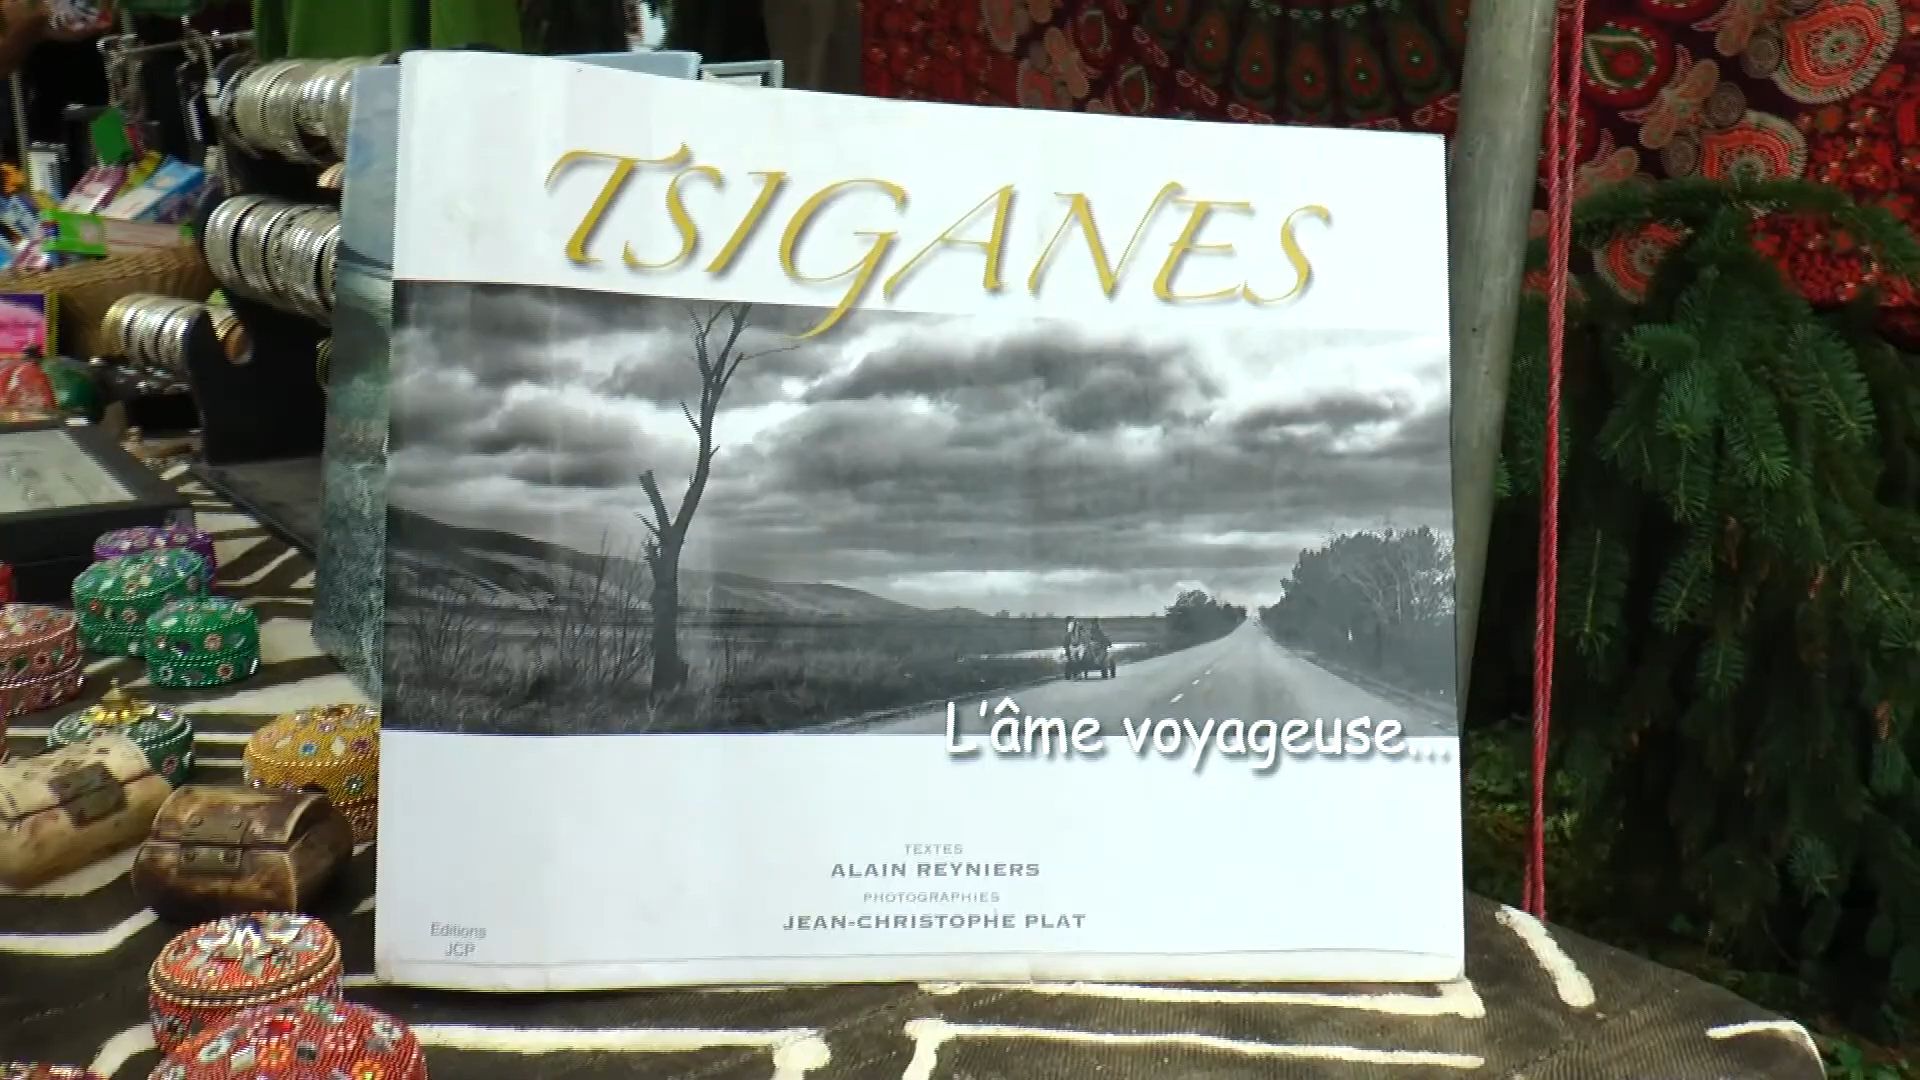 TSIGANES
L'âme voyageuse...
TEXTES
ALAIN REYNIERS
PHOTOGRAPHIES
JEAN-CHRISTOPHE PLAT
Editions
JCP